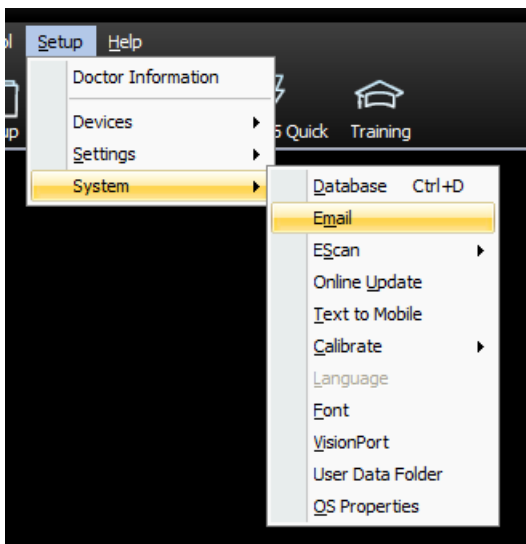 Setup Help
Doctor Information
Devices
Settings
System
Quick Training
Database Ctrl+D
Email
EScan
Online Update
Text to Mobile
Calibrate
Language
Font
VisionPort
User Data Folder
OS Properties